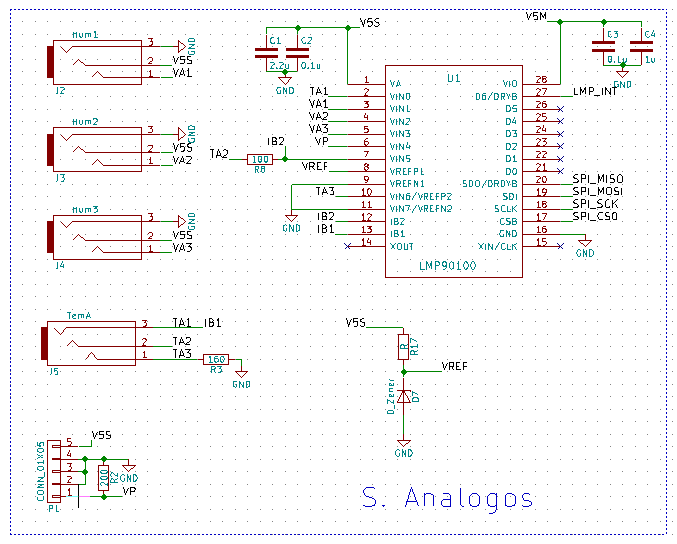 Hum1
3
GND
2
V5S
1
VA1
J2
Hum2
3
GND
2
V5S
1
VA2
J3
Hum3
3
GND
2
V5S
1
VA3
J4
TemA
3
TA1
IB1
2
TA2
1
TA3
160
R3
GND
J5
CONN_01X05
5
V5S
4
3
2
1
200
R2
GND
VP
P1
V5S
C1
2.2u
C2
0.1u
GND
V5M
C3
0.1u
C4
1u
GND
U1
LMP90100
1 VA
TA1 2 VIN0
VA1 3 VIN1
VA2 4 VIN2
VA3 5 VIN3
VP 6 VIN4
TA2 100 R8 IB2 7 VIN5
VREF 8 VREFP1
9 VREFN1
TA3 10 VIN6/VREFP2
11 VIN7/VREFN2
IB2 12 IB2
IB1 13 IB1
14 XOUT
GND
VIO 28
D6/DRYB 27 LMP_INT
D5 26
D4 25
D3 24
D2 23
D1 22
D0 21
SDO/DRDYB 20 SPI_MISO
SDI 19 SPI_MOSI
SCLK 18 SPI_SCK
CSB 17 SPI_CS0
GND 16
XIN/CLK 15
GND
V5S
R
R17
VREF
D_Zener
D7
GND
S. Analogos